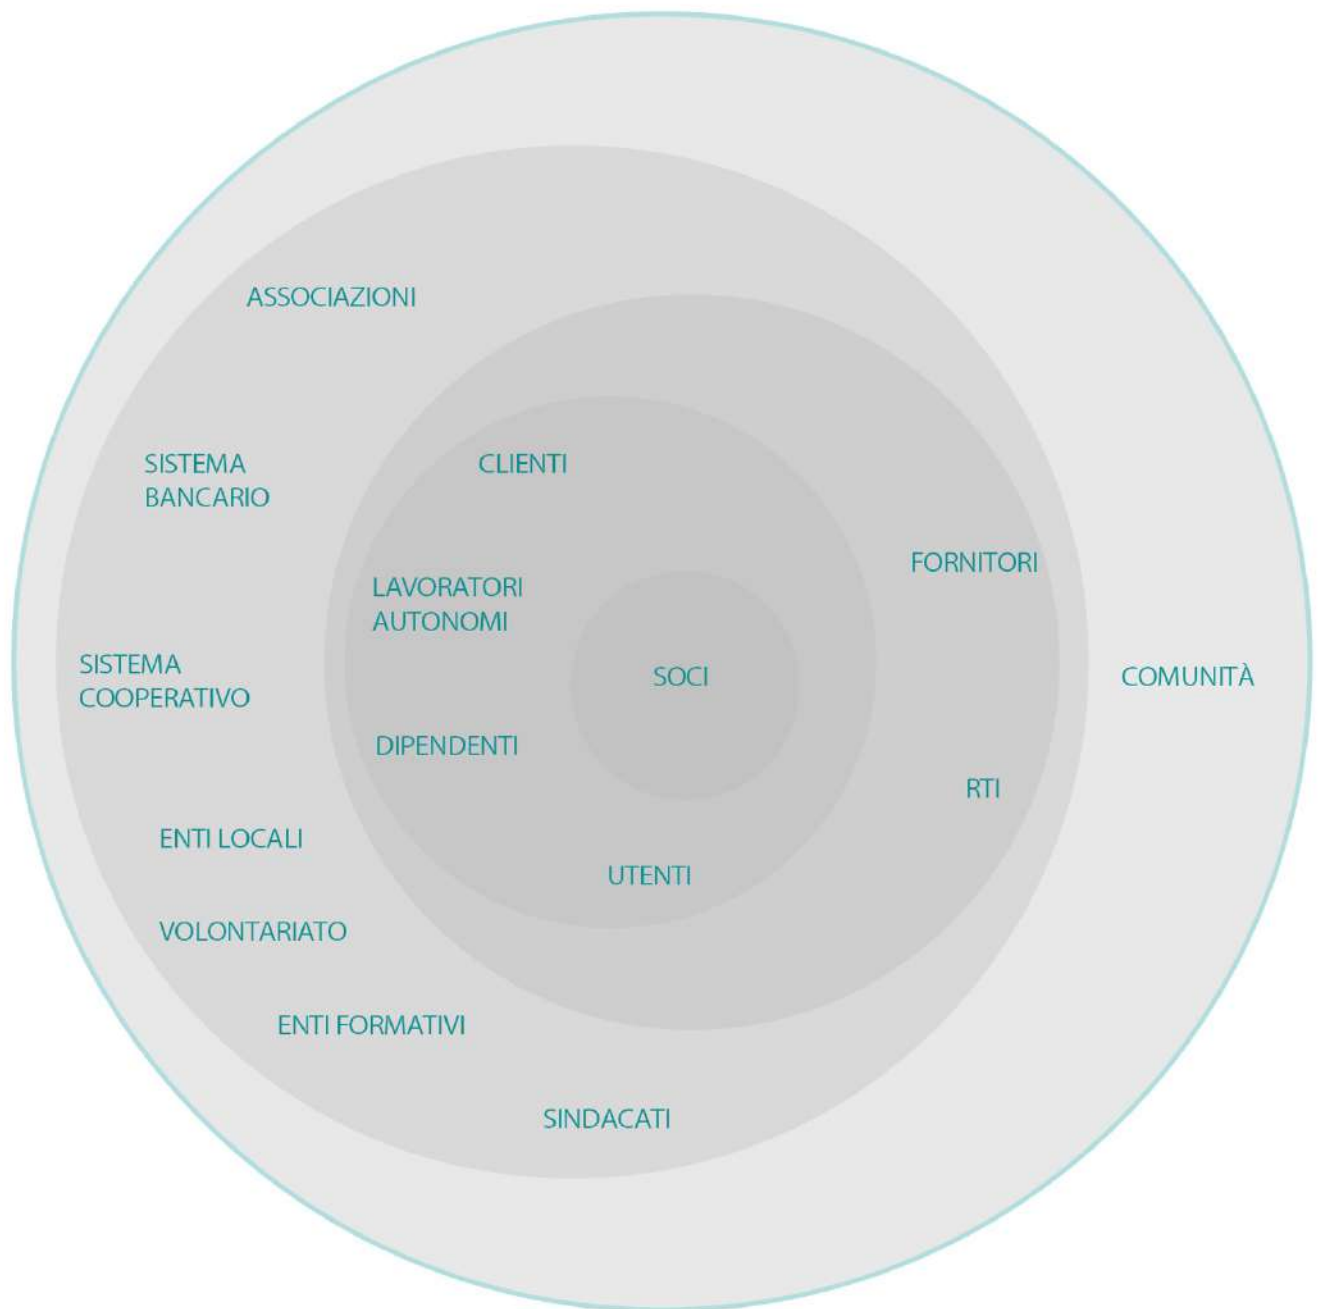 ASSOCIAZIONI
SISTEMA
BANCARIO
CLIENTI
FORNITORI
LAVORATORI
AUTONOMI
SISTEMA
COOPERATIVO
SOCI
COMUNITÀ
DIPENDENTI
RTI
ENTI LOCALI
UTENTI
VOLONTARIATO
ENTI FORMATIVI
SINDACATI